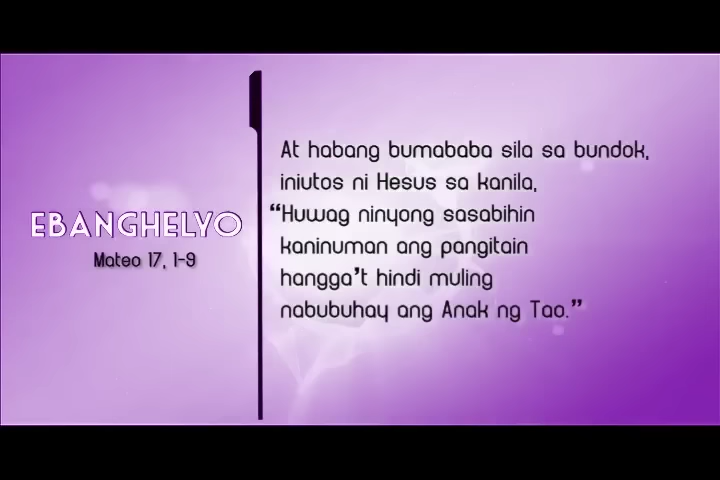 EBANGHELYO
Mateo 17, 1-9
At habang bumababa sila sa bundok,
iniutos ni Hesus sa kanila,
“Huwag ninyong sasabihin
kaninuman ang pangitain
hangga’t hindi muling
nabubuhay ang Anak ng Tao.”